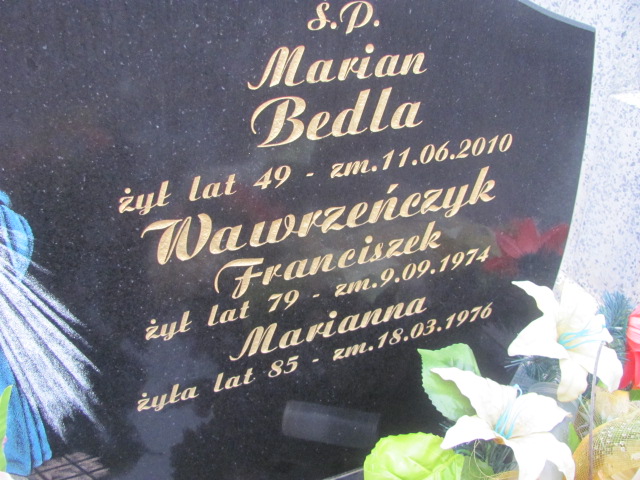 Ś.P.
Marian
Bedla
żył lat 49 - zm.11.06.2010
Wawrzeńczyk
Franciszek
żył lat 79 - zm.9.09.1974
Marianna
żyła lat 85 - zm.18.03.1976